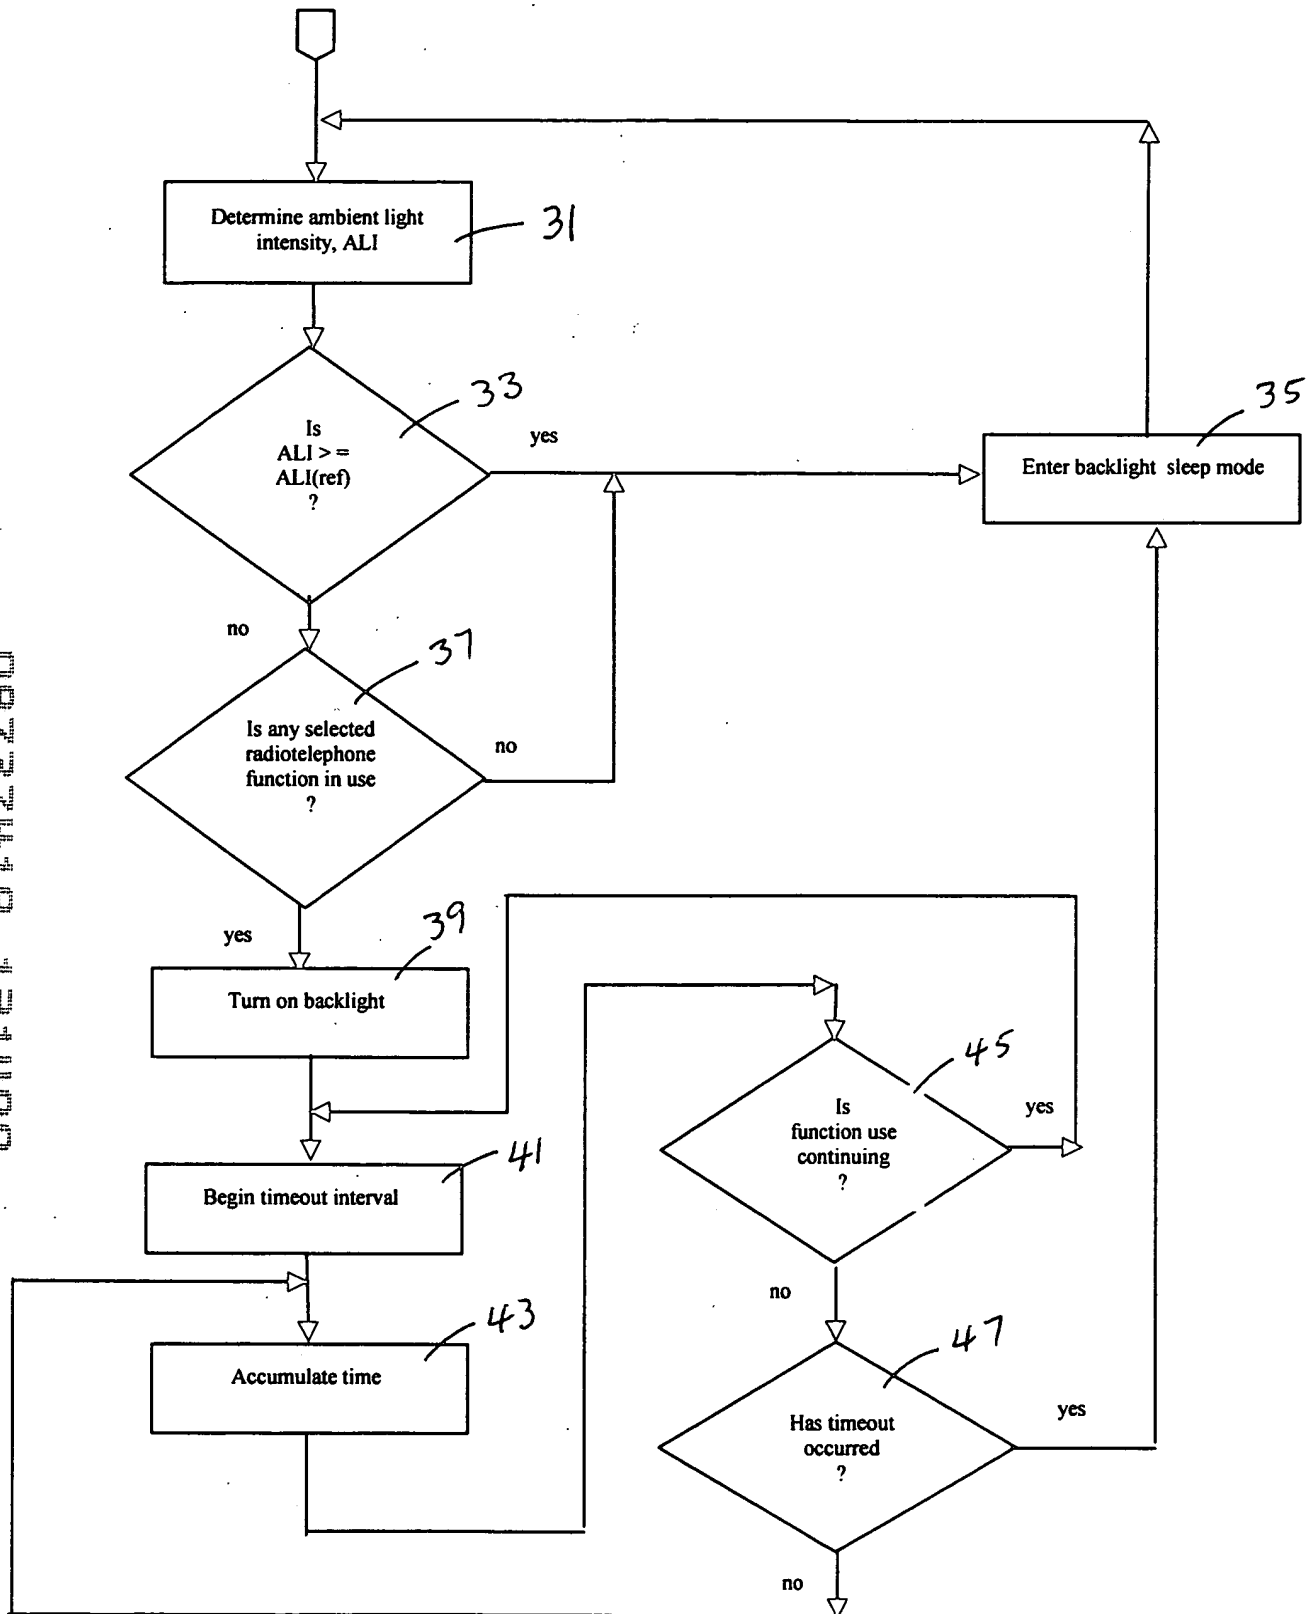 Determine ambient light
intensity, ALI
31
Is
ALI > =
ALI(ref)
?
33
yes
Enter backlight sleep mode
35
no
Is any selected
radiotelephone
function in use
?
37
no
yes
Turn on backlight
39
Begin timeout interval
41
Accumulate time
43
Is
function use
continuing
?
45
yes
no
Has timeout
occurred
?
47
yes
no